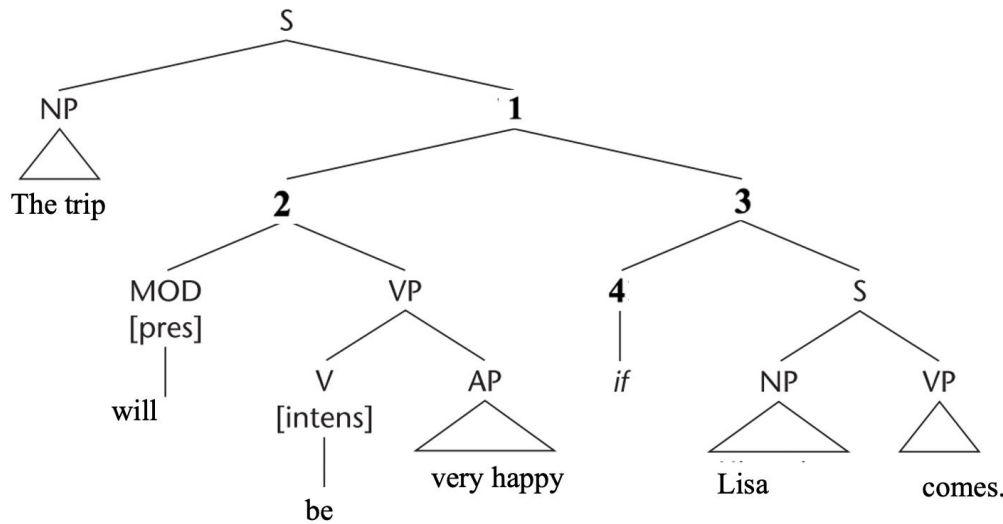 S
NP 1
The trip 2 3
MOD VP 4 S
[pres]
V AP if NP VP
will [intens]
very happy Lisa comes.
be